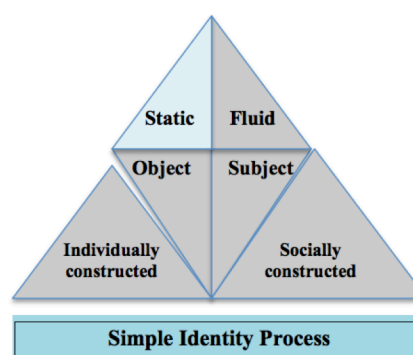 Static Fluid
Object Subject
Individually Socially
constructed constructed
Simple Identity Process